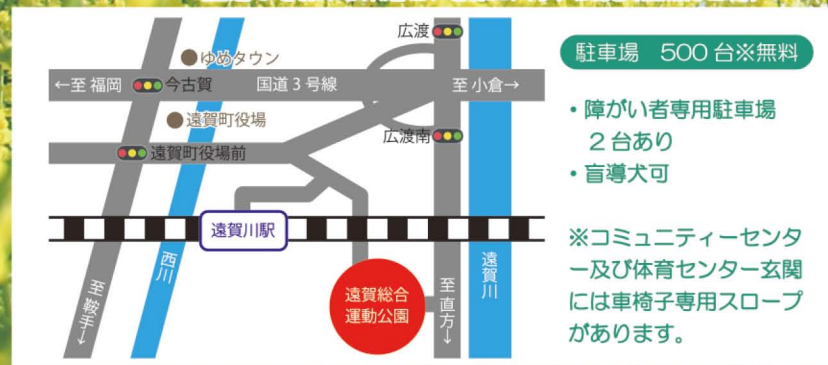 広渡
ゆめタウン
←至 福岡
今古賀
国道3号線
至 小倉→
遠賀町役場
広渡南
遠賀町役場前
遠賀川駅
西川
遠賀川
至 鞍手→
遠賀総合
運動公園
至 直方→
駐車場　500台※無料
・障がい者専用駐車場
2台あり
・盲導犬可
※コミュニティーセンタ
ー及び体育センター玄関
には車椅子専用スロープ
があります。